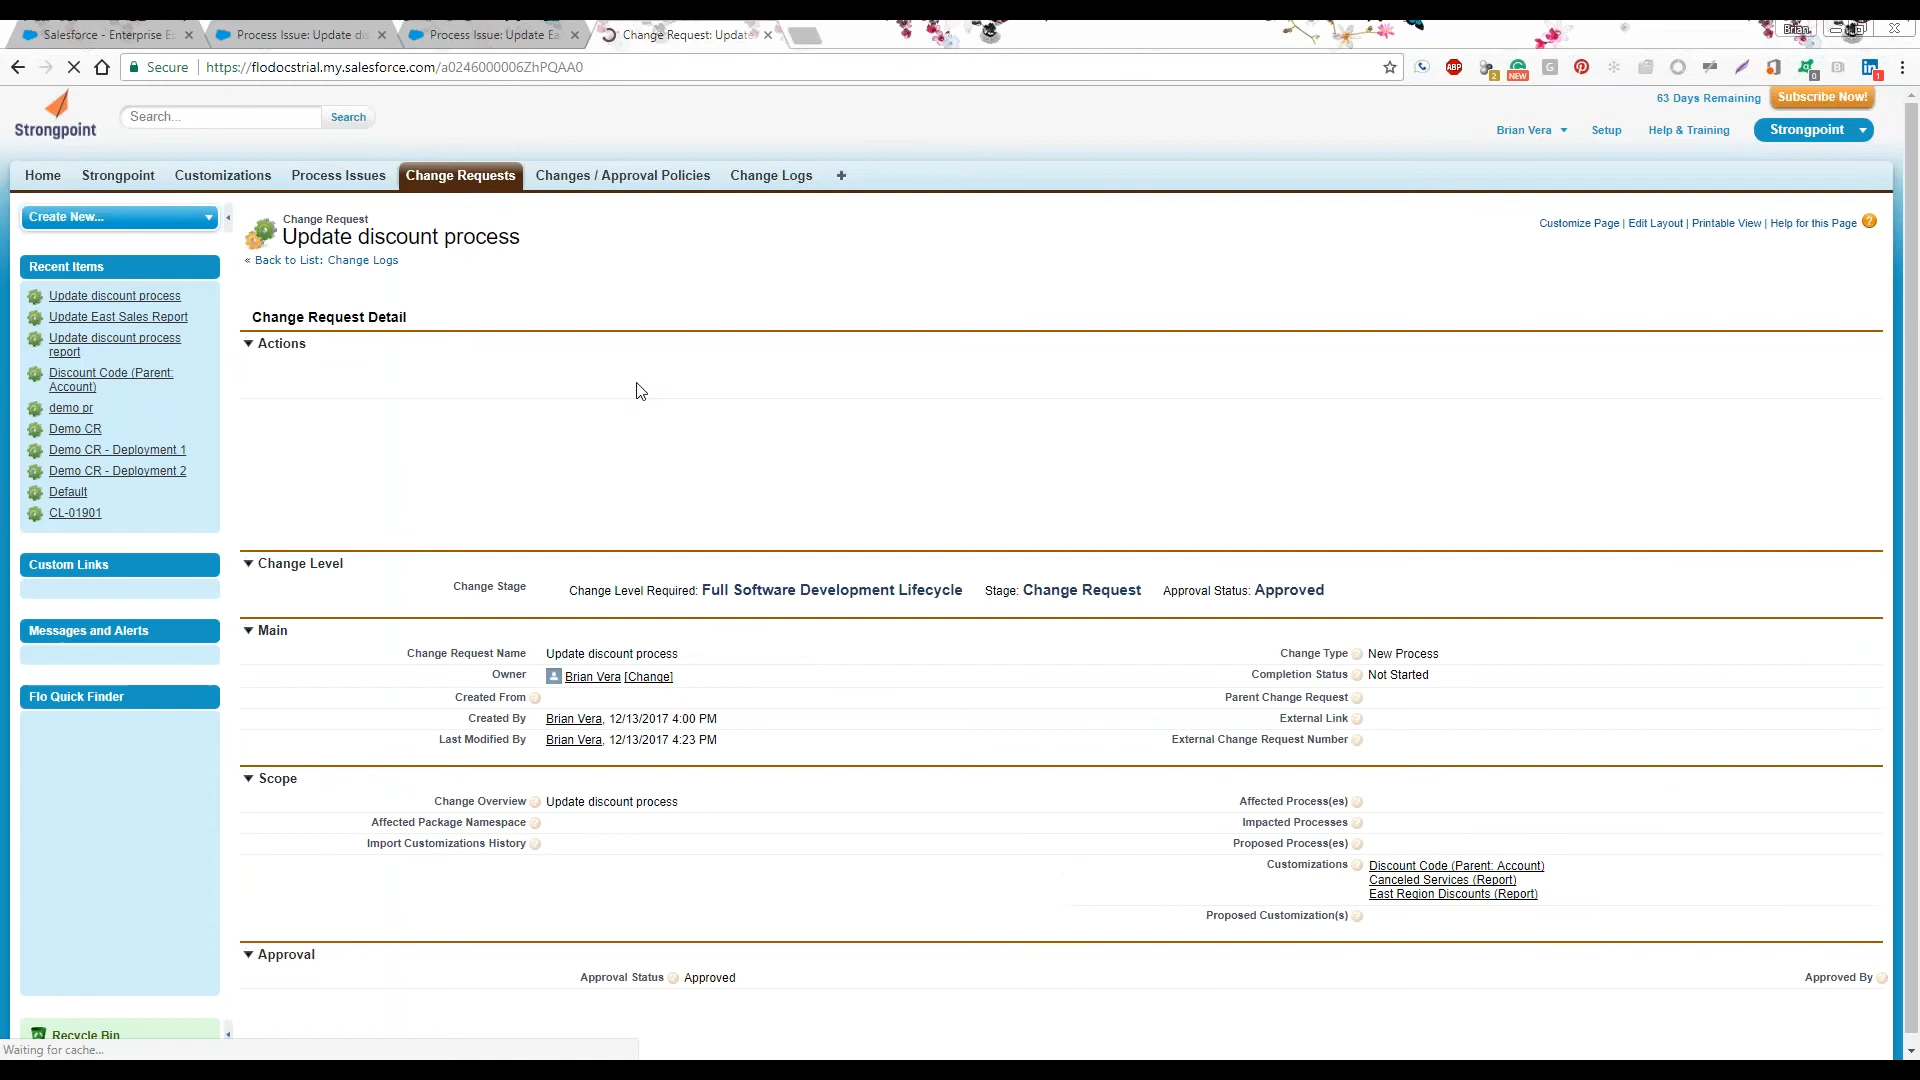 Salesforce - Enterprise E
Process Issue: Update di
Process Issue: Update Ea
Change Request: Update
Brian
Secure
https://flodocstrial.my.salesforce.com/a0246000006ZhPQAA0
ABP
2
NEW
G
0
in
1
Strongpoint
Search...
Search
63 Days Remaining
Subscribe Now!
Brian Vera
Setup
Help & Training
Strongpoint
Home
Strongpoint
Customizations
Process Issues
Change Requests
Changes / Approval Policies
Change Logs
+
Create New...
Recent Items
Update discount process
Update East Sales Report
Update discount process
report
Discount Code (Parent:
Account)
demo pr
Demo CR
Demo CR - Deployment 1
Demo CR - Deployment 2
Default
CL-01901
Custom Links
Messages and Alerts
Flo Quick Finder
Recycle Bin
Waiting for cache...
Change Request
Update discount process
« Back to List: Change Logs
Customize Page | Edit Layout | Printable View | Help for this Page ?
Change Request Detail
Actions
Change Level
Change Stage
Change Level Required: Full Software Development Lifecycle Stage: Change Request Approval Status: Approved
Main
Change Request Name Update discount process
Change Type New Process
Owner Brian Vera [Change]
Completion Status Not Started
Created From
Parent Change Request
Created By Brian Vera, 12/13/2017 4:00 PM
External Link
Last Modified By Brian Vera, 12/13/2017 4:23 PM
External Change Request Number
Scope
Change Overview Update discount process
Affected Process(es)
Affected Package Namespace
Impacted Processes
Import Customizations History
Proposed Process(es)
Customizations Discount Code (Parent: Account)
Canceled Services (Report)
East Region Discounts (Report)
Proposed Customization(s)
Approval
Approval Status Approved
Approved By